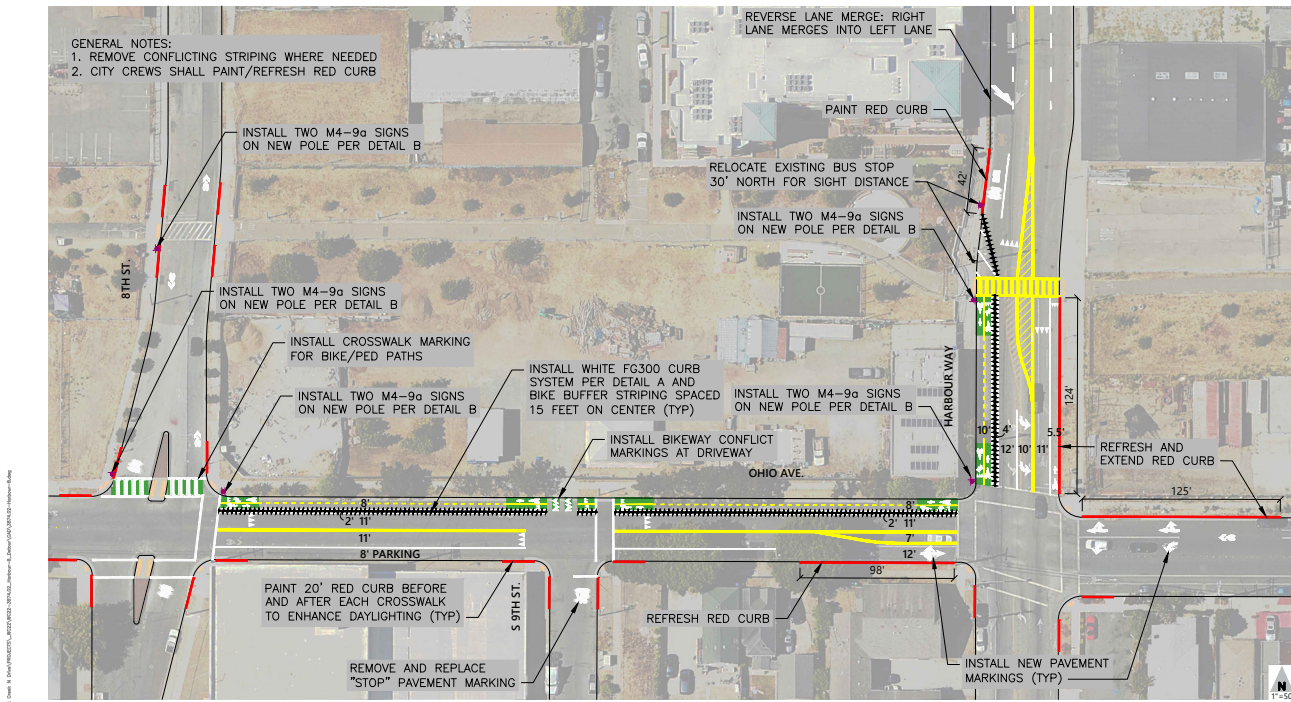 GENERAL NOTES:
1. REMOVE CONFLICTING STRIPING WHERE NEEDED
2. CITY CREWS SHALL PAINT/REFRESH RED CURB
REVERSE LANE MERGE: RIGHT
LANE MERGES INTO LEFT LANE
PAINT RED CURB
INSTALL TWO M4-9a SIGNS
ON NEW POLE PER DETAIL B
RELOCATE EXISTING BUS STOP
30' NORTH FOR SIGHT DISTANCE
42'
INSTALL TWO M4-9a SIGNS
ON NEW POLE PER DETAIL B
8TH ST.
INSTALL TWO M4-9a SIGNS
ON NEW POLE PER DETAIL B
INSTALL CROSSWALK MARKING
FOR BIKE/PED PATHS
INSTALL WHITE FG300 CURB
SYSTEM PER DETAIL A AND
BIKE BUFFER STRIPING SPACED
15 FEET ON CENTER (TYP)
INSTALL TWO M4-9a SIGNS
ON NEW POLE PER DETAIL B
INSTALL TWO M4-9a SIGNS
ON NEW POLE PER DETAIL B
HARBOUR WAY
124'
10'
4'
5.5'
12'
10'
11'
INSTALL BIKEWAY CONFLICT
MARKINGS AT DRIVEWAY
REFRESH AND
EXTEND RED CURB
OHIO AVE.
125'
8'
8'
2'
11'
2'
11'
11'
7'
8' PARKING
12'
98'
PAINT 20' RED CURB BEFORE
AND AFTER EACH CROSSWALK
TO ENHANCE DAYLIGHTING (TYP)
S 9TH ST.
REFRESH RED CURB
REMOVE AND REPLACE
"STOP" PAVEMENT MARKING
INSTALL NEW PAVEMENT
MARKINGS (TYP)
N